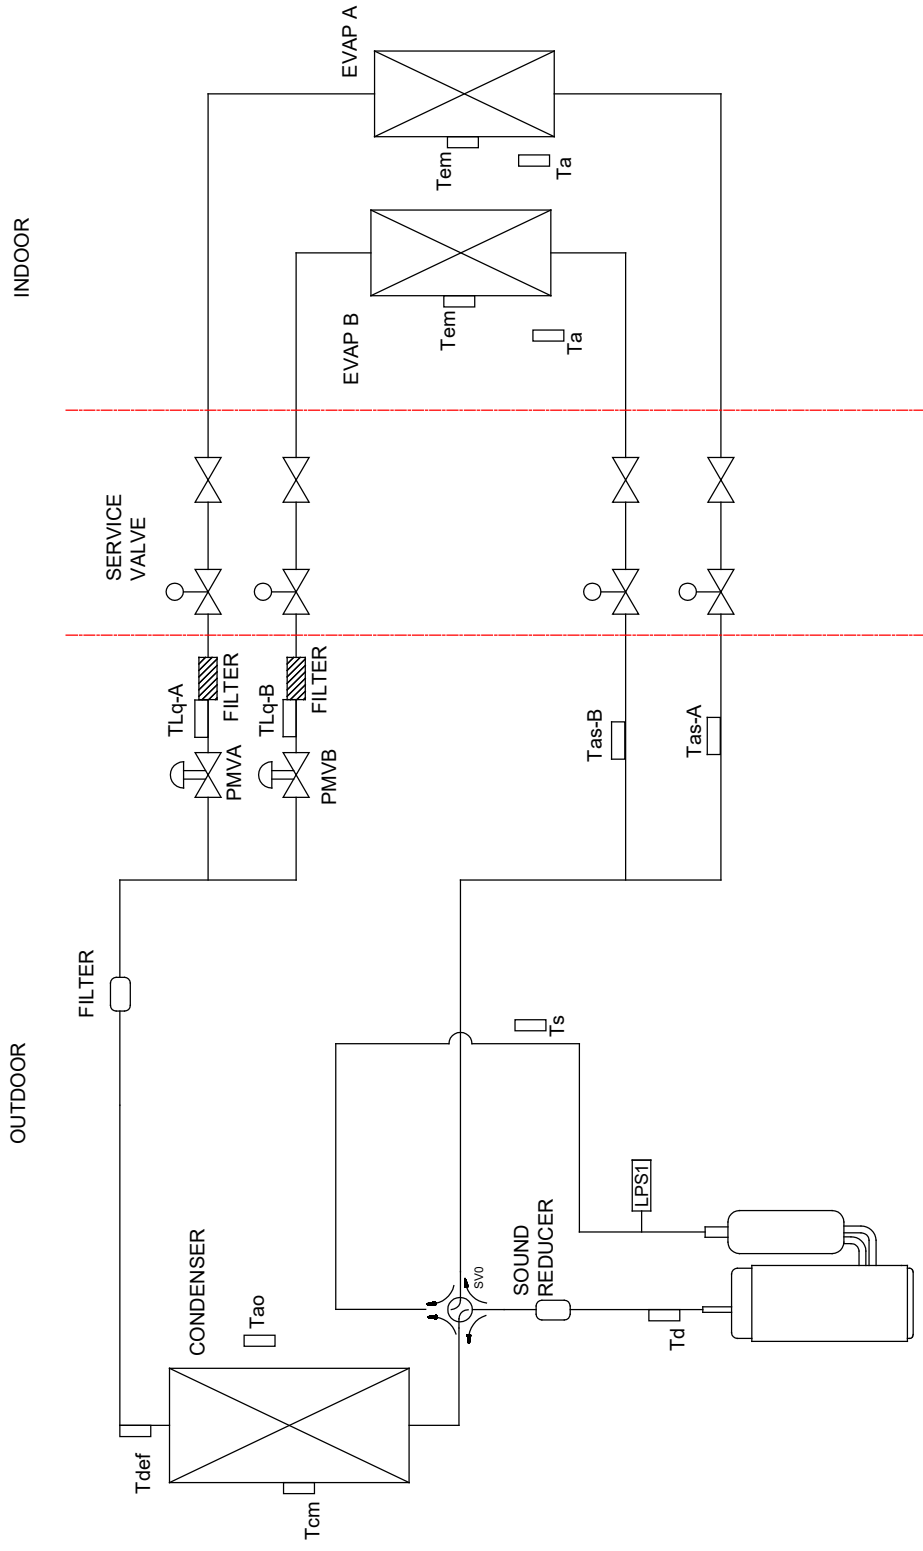 INDOOR
EVAP A
Tem
Ta
EVAP B
Tem
Ta
SERVICE
VALVE
TLq-A
FILTER
TLq-B
FILTER
PMVA
PMVB
Tas-B
Tas-A
OUTDOOR
FILTER
Ts
LPS1
CONDENSER
Tao
SV0
SOUND
REDUCER
Td
Tdef
Tcm